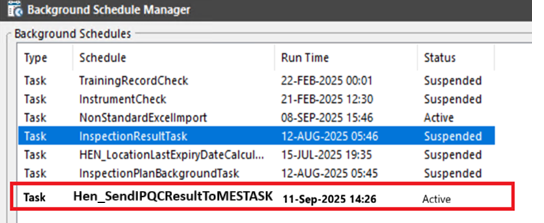 Background Schedule Manager
Background Schedules
Type Schedule Run Time Status
Task TrainingRecordCheck 22-FEB-2025 00:01 Suspended
Task InstrumentCheck 21-FEB-2025 12:30 Suspended
Task NonStandardExcelImport 08-SEP-2025 15:46 Active
Task InspectionResultTask 12-AUG-2025 05:46 Suspended
Task HEN_LocationLastExpiryDateCalcul... 15-JUL-2025 19:35 Suspended
Task InspectionPlanBackgroundTask 12-AUG-2025 05:45 Suspended
Task Hen_SendIPQCResultToMESTASK 11-Sep-2025 14:26 Active